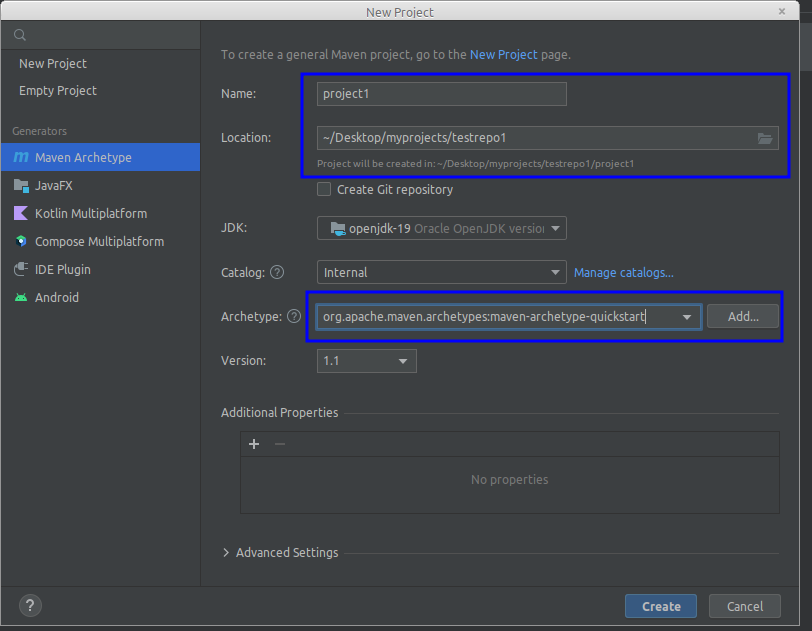 New Project
×
New Project
Empty Project
Generators
Maven Archetype
JavaFX
Kotlin Multiplatform
Compose Multiplatform
IDE Plugin
Android
To create a general Maven project, go to the New Project page.
Name: project1
Location: ~/Desktop/myprojects/testrepo1
Project will be created in:~/Desktop/myprojects/testrepo1/project1
Create Git repository
JDK: openjdk-19 Oracle OpenJDK version
Catalog: ? Internal Manage catalogs...
Archetype: ? org.apache.maven.archetypes:maven-archetype-quickstart Add...
Version: 1.1
Additional Properties
+ −
No properties
Advanced Settings
? Create Cancel